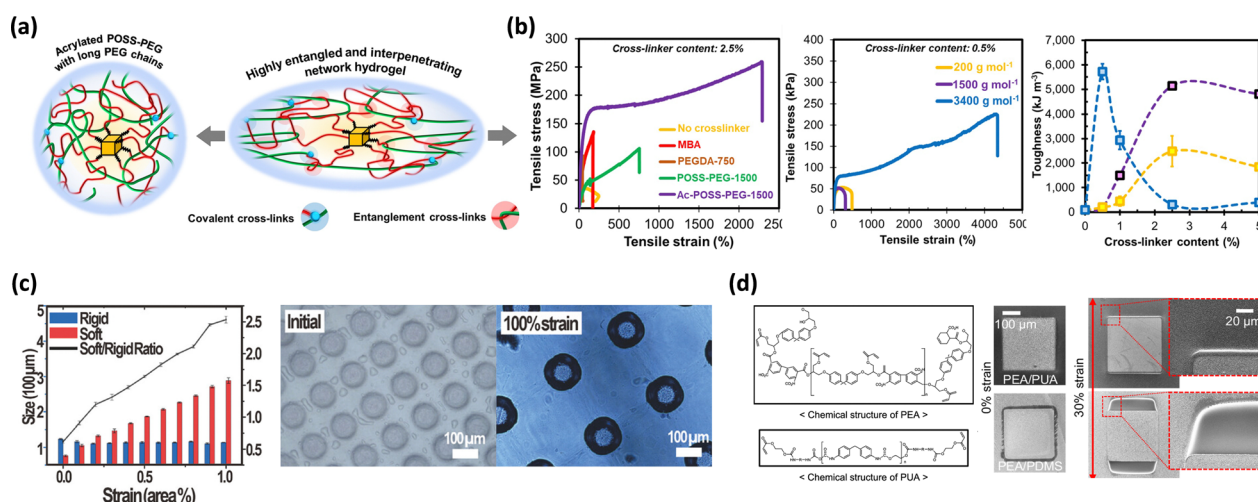 (a)
Acrylated POSS-PEG
with long PEG chains
Highly entangled and interpenetrating
network hydrogel
Covalent cross-links
Entanglement cross-links
(b)
Cross-linker content: 2.5%
Tensile stress (MPa)
300
250
200
150
100
50
0
No crosslinker
MBA
PEGDA-750
POSS-PEG-1500
Ac-POSS-PEG-1500
0 500 1000 1500 2000 2500
Tensile strain (%)
Cross-linker content: 0.5%
Tensile stress (kPa)
400
350
300
250
200
150
100
50
0
200 g mol⁻¹
1500 g mol⁻¹
3400 g mol⁻¹
0 1000 2000 3000 4000
Tensile strain (%)
Toughness (kJ m⁻³)
7,000
6,000
5,000
4,000
3,000
2,000
1,000
0
0 1 2 3 4 5
Cross-linker content (%)
(c)
Rigid
Soft
Soft/Rigid Ratio
Size (100μm)
5
4
3
2
1
2.5
2.0
1.5
1.0
0.5
0.0 0.5 1.0
Strain (area%)
Initial
100μm
100% strain
100μm
(d)
< Chemical structure of PEA >
< Chemical structure of PUA >
0% strain
100 μm
PEA/PUA
PEA/PDMS
30% strain
20 μm